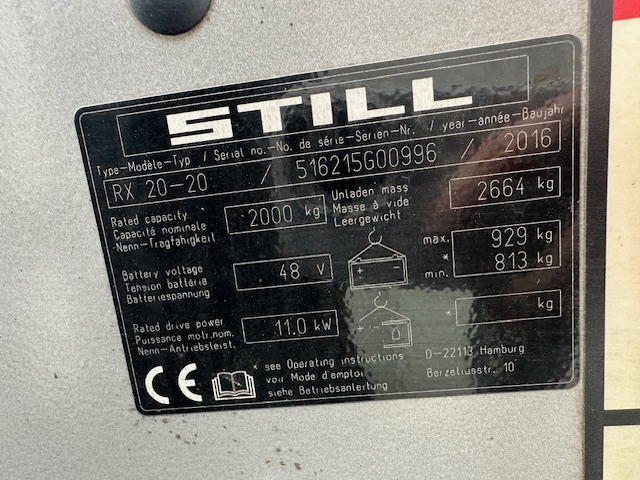 STILL
Type-Modèle-Typ / Serial no.-No. de série-Serien-Nr. / year-année-Baujahr
RX 20-20 / 516215G00996 / 2016
Rated capacity
Capacité nominale
Nenn-Tragfähigkeit
2000 kg
Unladen mass
Masse à vide
Leergewicht
2664 kg
Battery voltage
Tension batterie
Batteriespannung
48 V
max. 929 kg
*
min. 813 kg
Rated drive power
Puissance motr.nom.
Nenn-Antriebsleist.
11.0 kW
* kg
CE
* see Operating instructions
voir Mode d'emploi
siehe Betriebsanleitung
D-22113 Hamburg
Berzeliusstr. 10